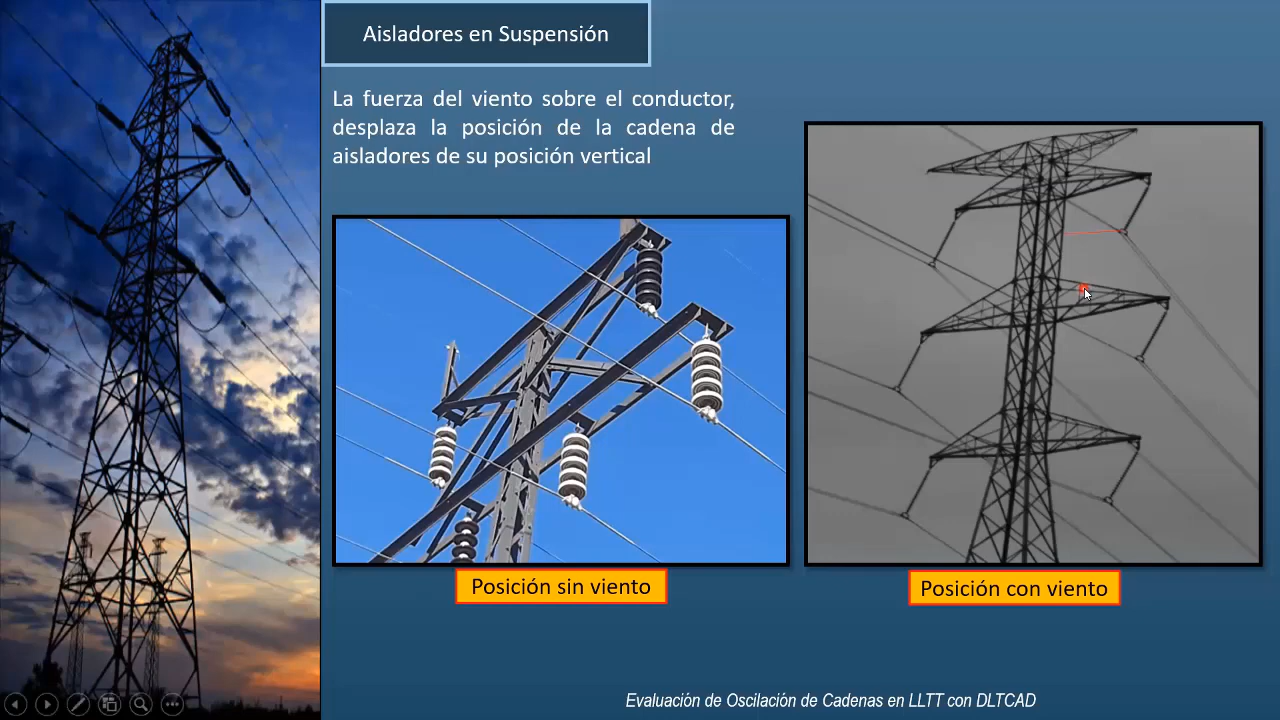 Aisladores en Suspensión
La fuerza del viento sobre el conductor,
desplaza la posición de la cadena de
aisladores de su posición vertical
Posición sin viento
Posición con viento
Evaluación de Oscilación de Cadenas en LLTT con DLTCAD